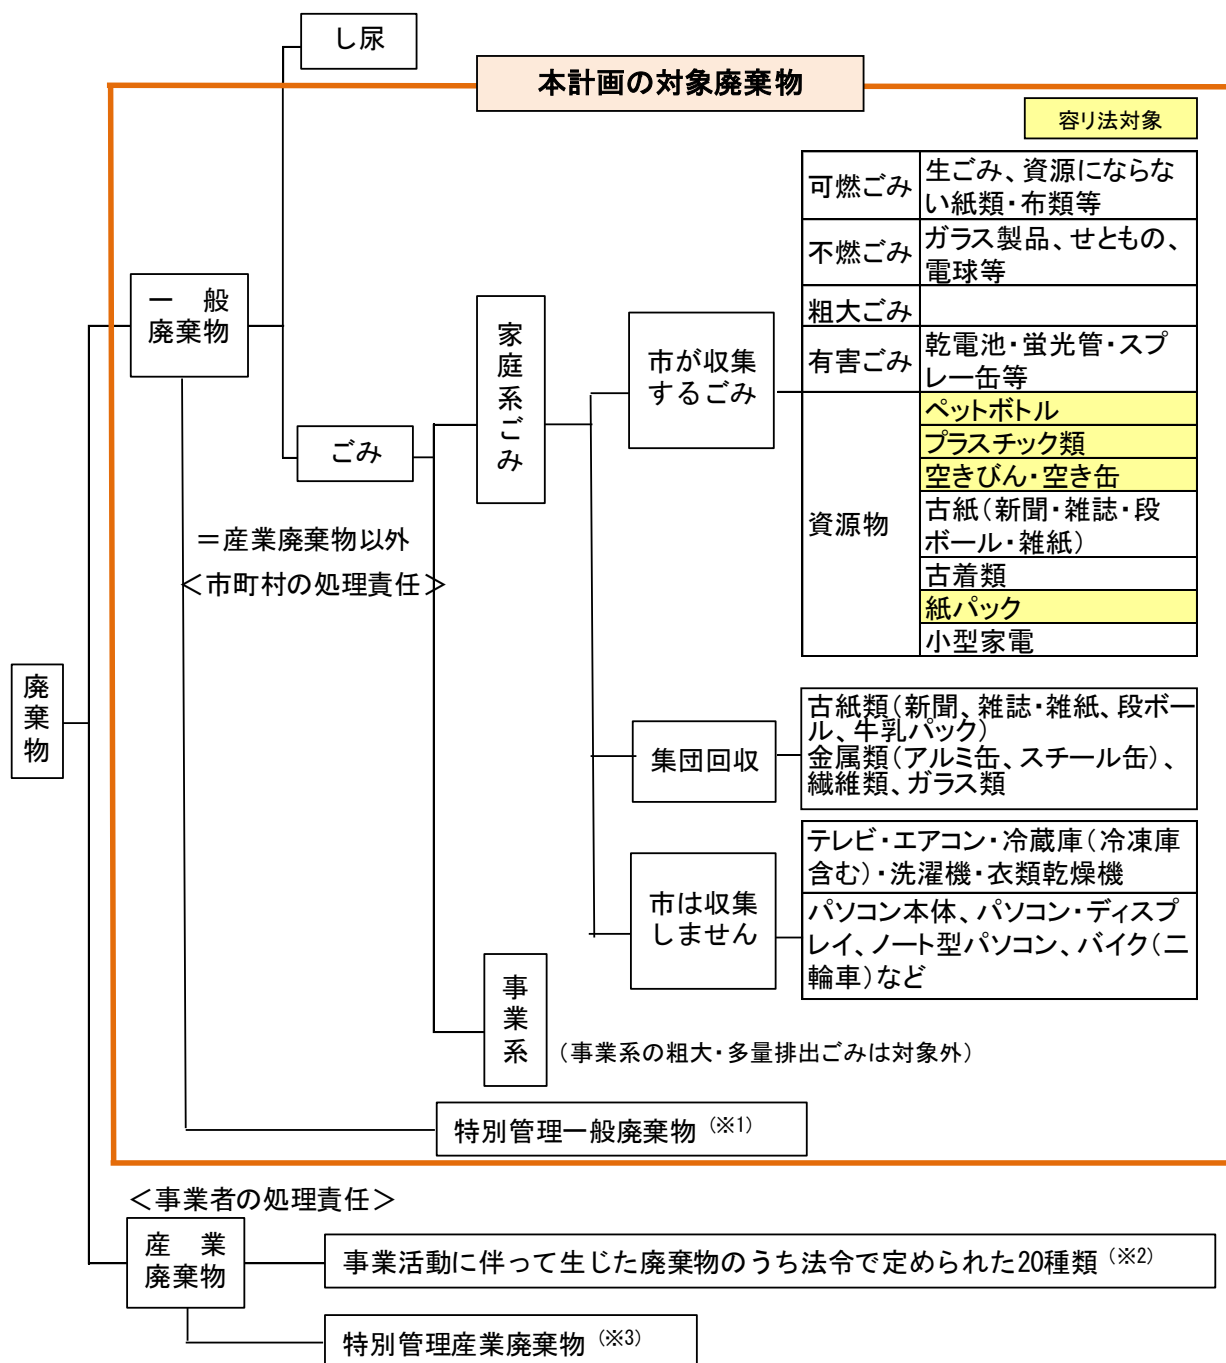 し尿
本計画の対象廃棄物
容リ法対象
可燃ごみ
生ごみ、資源にならな
い紙類・布類等
不燃ごみ
ガラス製品、せともの、
電球等
粗大ごみ
有害ごみ
乾電池・蛍光管・スプ
レー缶等
資源物
ペットボトル
プラスチック類
空きびん・空き缶
古紙(新聞・雑誌・段
ボール・雑紙)
古着類
紙パック
小型家電
一 般
廃棄物
家庭系ごみ
市が収集
するごみ
ごみ
=産業廃棄物以外
<市町村の処理責任>
廃棄物
集団回収
古紙類(新聞、雑誌・雑紙、段ボー
ル、牛乳パック)
金属類(アルミ缶、スチール缶)、
繊維類、ガラス類
市は収集
しません
テレビ・エアコン・冷蔵庫(冷凍庫
含む)・洗濯機・衣類乾燥機
パソコン本体、パソコン・ディスプ
レイ、ノート型パソコン、バイク(二
輪車)など
事業系
(事業系の粗大・多量排出ごみは対象外)
特別管理一般廃棄物(※1)
<事業者の処理責任>
産 業
廃棄物
事業活動に伴って生じた廃棄物のうち法令で定められた20種類(※2)
特別管理産業廃棄物(※3)